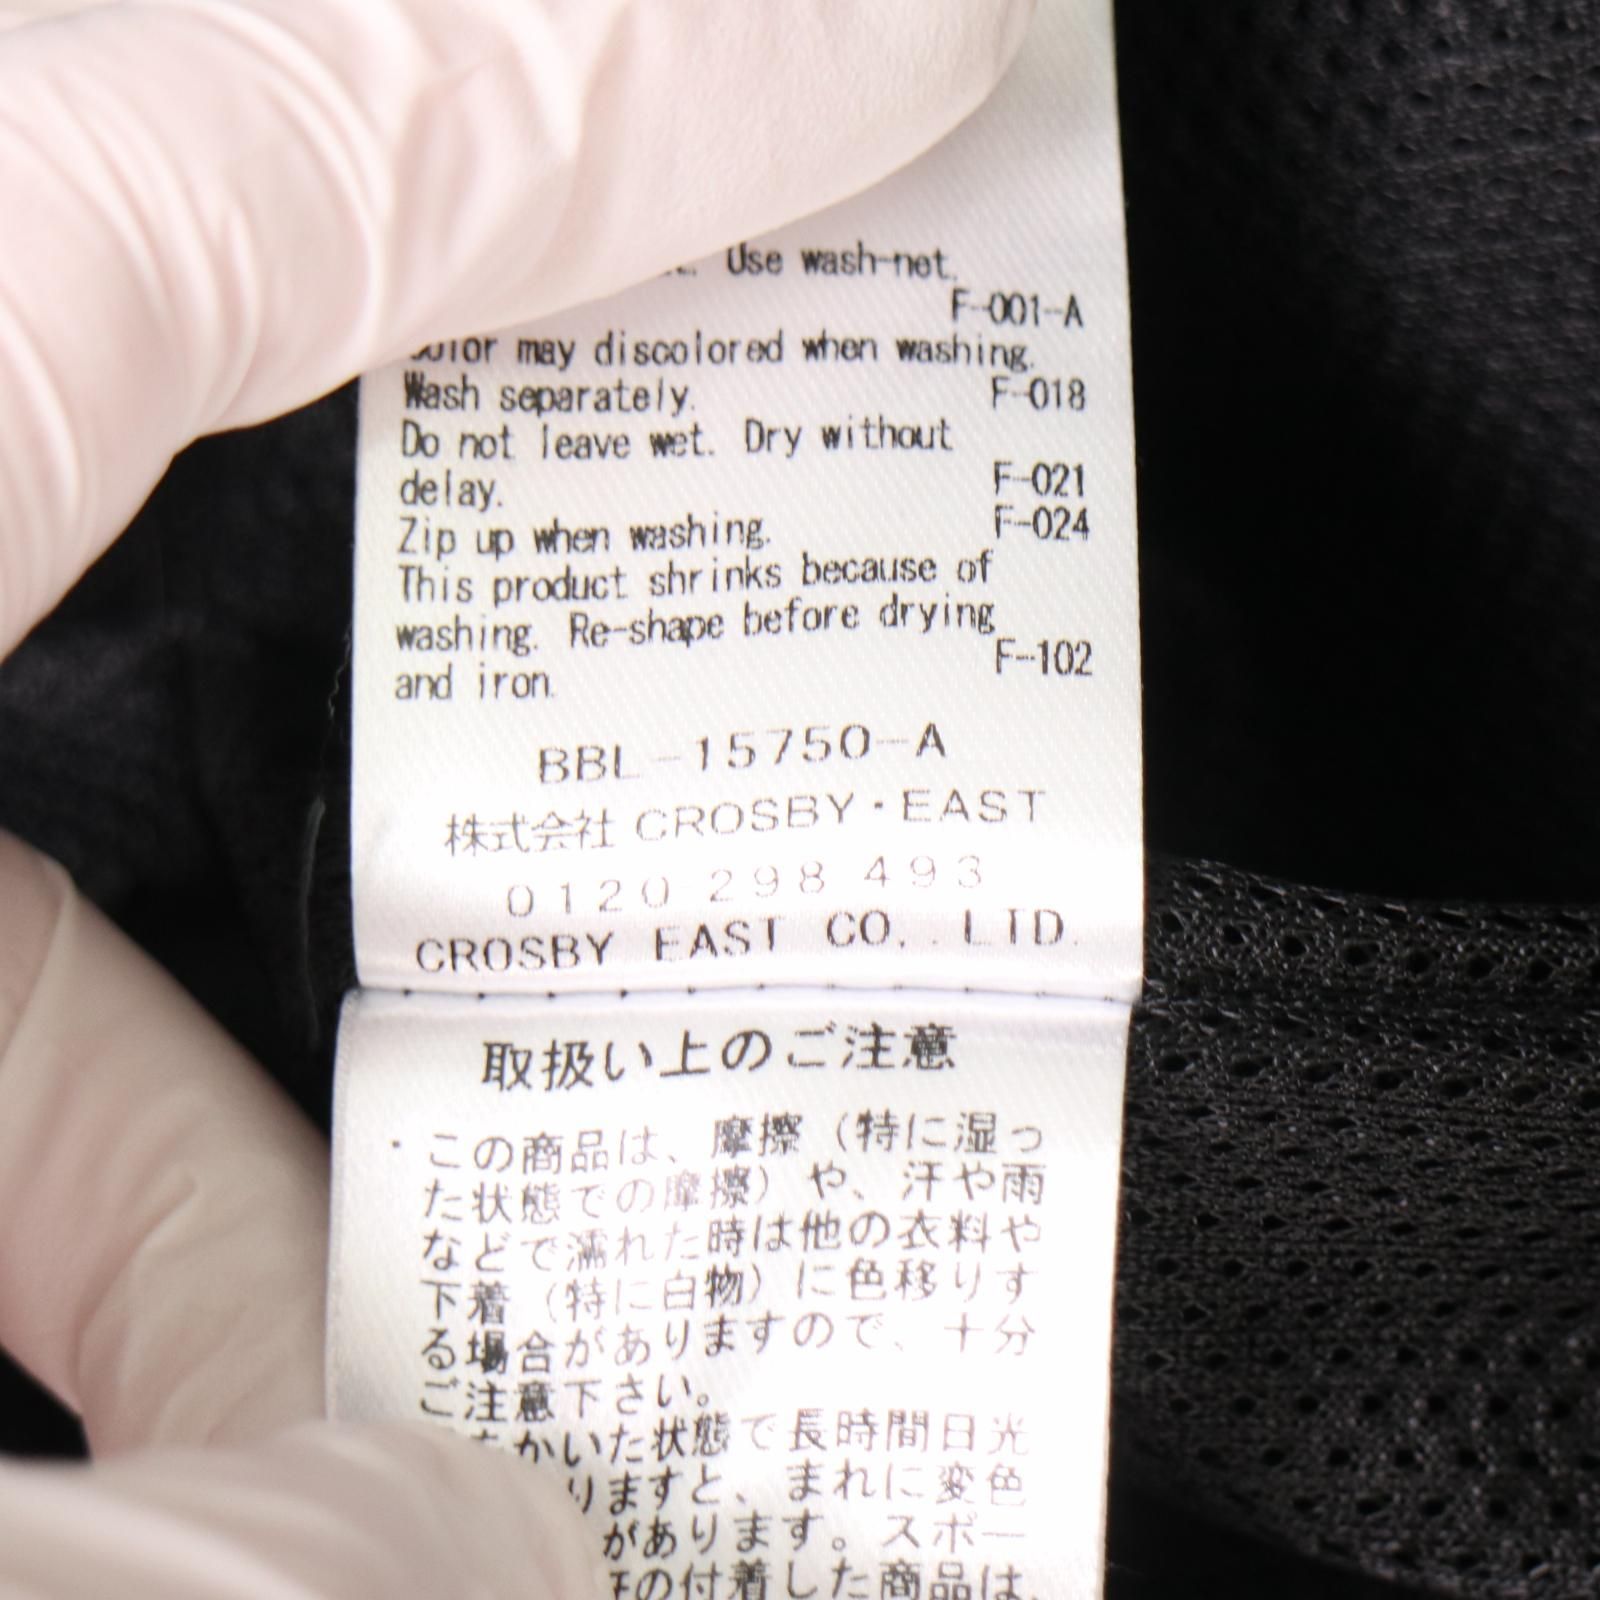 Use wash-net.
F-001-A
Color may discolored when washing.
Wash separately. F-018
Do not leave wet. Dry without
delay. F-021
Zip up when washing. F-024
This product shrinks because of
washing. Re-shape before drying
and iron. F-102
BBL-15750-A
株式会社 CROSBY・EAST
0120 298 493
CROSBY EAST CO., LTD.
取扱い上のご注意
・この商品は、摩擦（特に湿っ
た状態での摩擦）や、汗や雨
などで濡れた時は他の衣料や
下着（特に白物）に色移りす
る場合がありますので、十分
ご注意下さい。
かいた状態で長時間日光
りますと、まれに変色
があります。スポー
の付着した商品は、